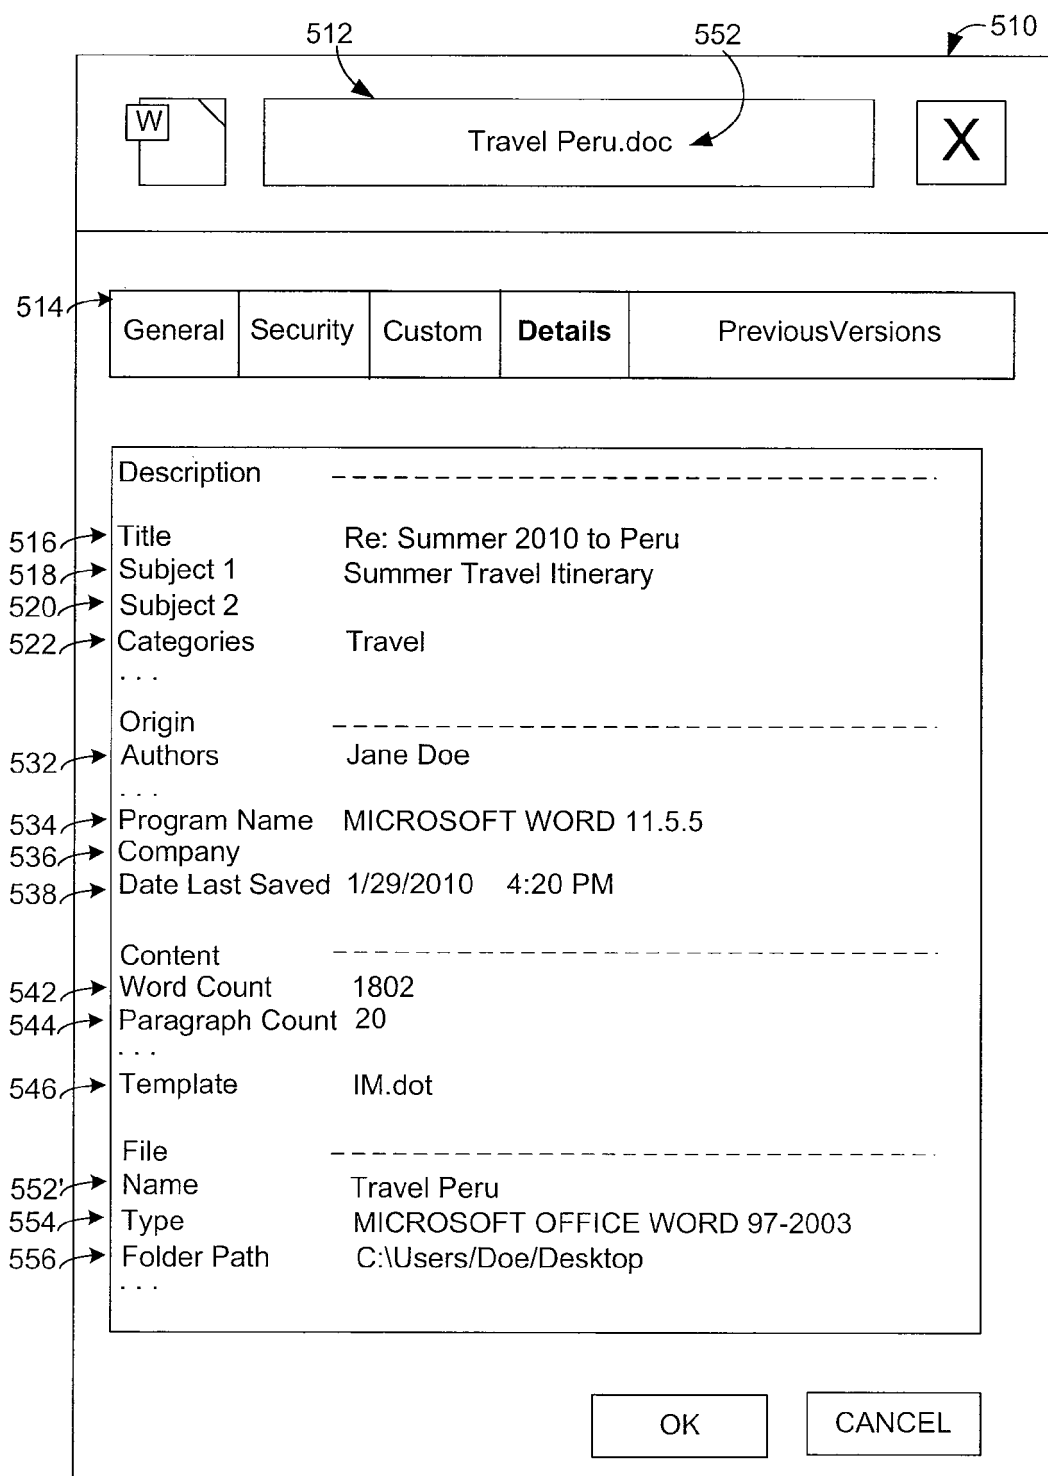 512 552 510
W Travel Peru.doc X
514 General Security Custom Details PreviousVersions
Description
516 Title Re: Summer 2010 to Peru
518 Subject 1 Summer Travel Itinerary
520 Subject 2
522 Categories Travel
. . .
Origin
532 Authors Jane Doe
. . .
534 Program Name MICROSOFT WORD 11.5.5
536 Company
538 Date Last Saved 1/29/2010 4:20 PM
Content
542 Word Count 1802
544 Paragraph Count 20
. . .
546 Template IM.dot
File
552' Name Travel Peru
554 Type MICROSOFT OFFICE WORD 97-2003
556 Folder Path C:\Users/Doe/Desktop
. . .
OK CANCEL